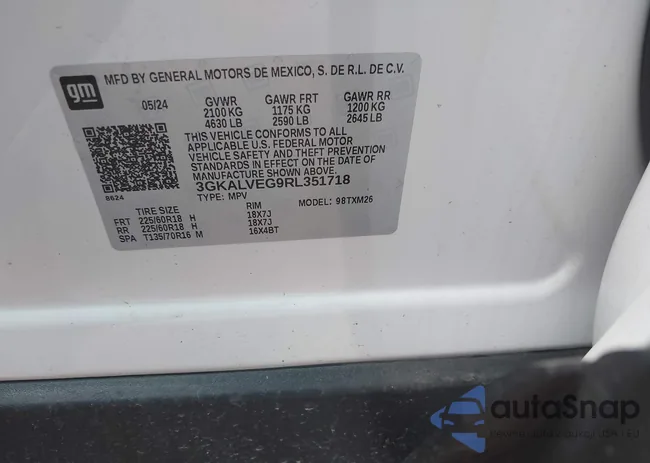 gm
MFD BY GENERAL MOTORS DE MEXICO, S. DE R.L. DE C.V.
05/24 GVWR GAWR FRT GAWR RR
2100 KG 1175 KG 1200 KG
4630 LB 2590 LB 2645 LB
THIS VEHICLE CONFORMS TO ALL
APPLICABLE U.S. FEDERAL MOTOR
VEHICLE SAFETY AND THEFT PREVENTION
STANDARDS IN EFFECT ON THE DATE OF
MANUFACTURE SHOWN ABOVE.
8624 3GKALVEG9RL351718
TYPE: MPV MODEL: 98TXM26
TIRE SIZE RIM
FRT 225/60R18 H 18X7J
RR 225/60R18 H 18X7J
SPA T135/70R16 M 16X4BT
autoSnap